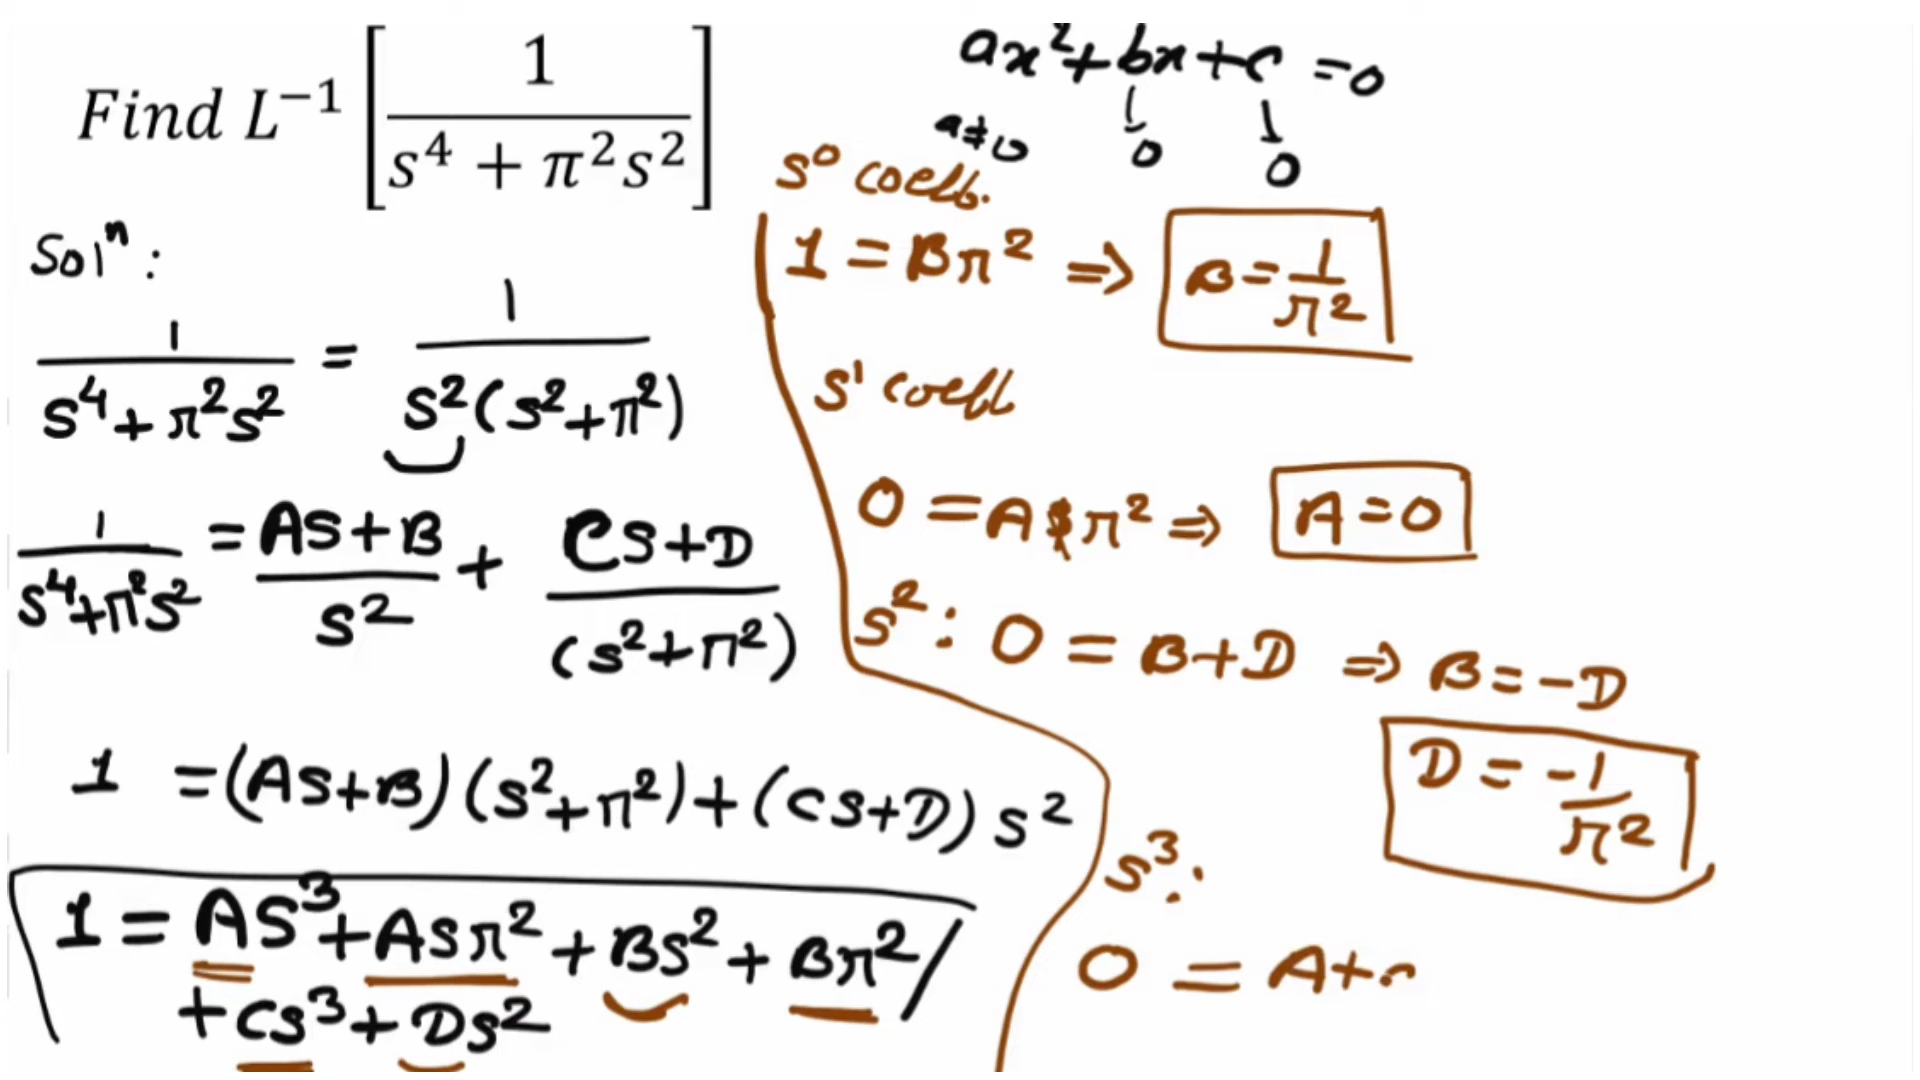 Find L⁻¹ [ 1 / (s⁴ + π²s²) ]
Solⁿ :
1 / (s⁴ + π²s²) = 1 / (s²(s² + π²))
1 / (s⁴ + π²s²) = (As + B) / s² + (Cs + D) / (s² + π²)
1 = (As + B)(s² + π²) + (Cs + D) s²
1 = As³ + Asπ² + Bs² + Bπ² /
+ Cs³ + Ds²
ax² + bx + c = 0
a≠0 0 0
s⁰ coeff.
1 = Bπ² ⇒ B = 1/π²
s¹ coeff
0 = A π² ⇒ A = 0
s² : 0 = B + D ⇒ B = -D
D = -1/π²
s³ :
0 = A +